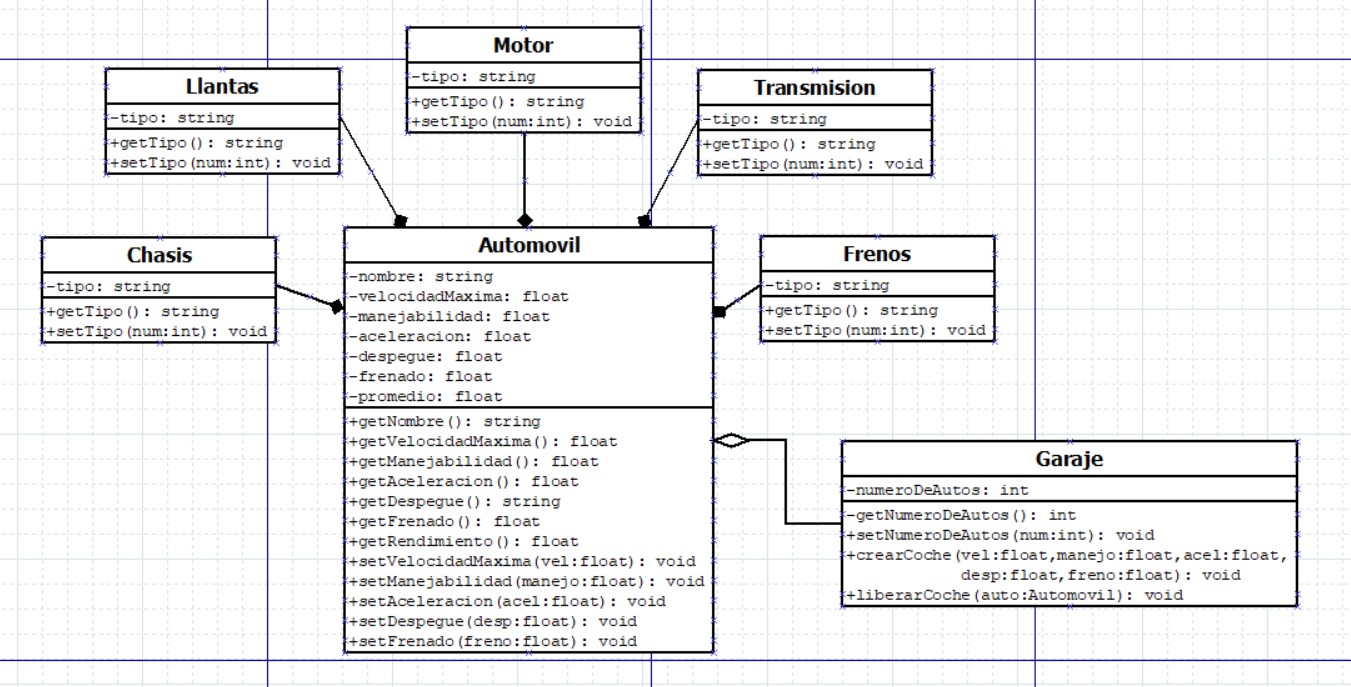 Motor
-tipo: string
+getTipo(): string
+setTipo(num:int): void
Llantas
-tipo: string
+getTipo(): string
+setTipo(num:int): void
Transmision
-tipo: string
+getTipo(): string
+setTipo(num:int): void
Chasis
-tipo: string
+getTipo(): string
+setTipo(num:int): void
Automovil
-nombre: string
-velocidadMaxima: float
-manejabilidad: float
-aceleracion: float
-despegue: float
-frenado: float
-promedio: float
+getNombre(): string
+getVelocidadMaxima(): float
+getManejabilidad(): float
+getAceleracion(): float
+getDespegue(): string
+getFrenado(): float
+getRendimiento(): float
+setVelocidadMaxima(vel:float): void
+setManejabilidad(manejo:float): void
+setAceleracion(acel:float): void
+setDespegue(desp:float): void
+setFrenado(freno:float): void
Frenos
-tipo: string
+getTipo(): string
+setTipo(num:int): void
Garaje
-numeroDeAutos: int
-getNumeroDeAutos(): int
+setNumeroDeAutos(num:int): void
+crearCoche(vel:float,manejo:float,acel:float,
desp:float,freno:float): void
+liberarCoche(auto:Automovil): void